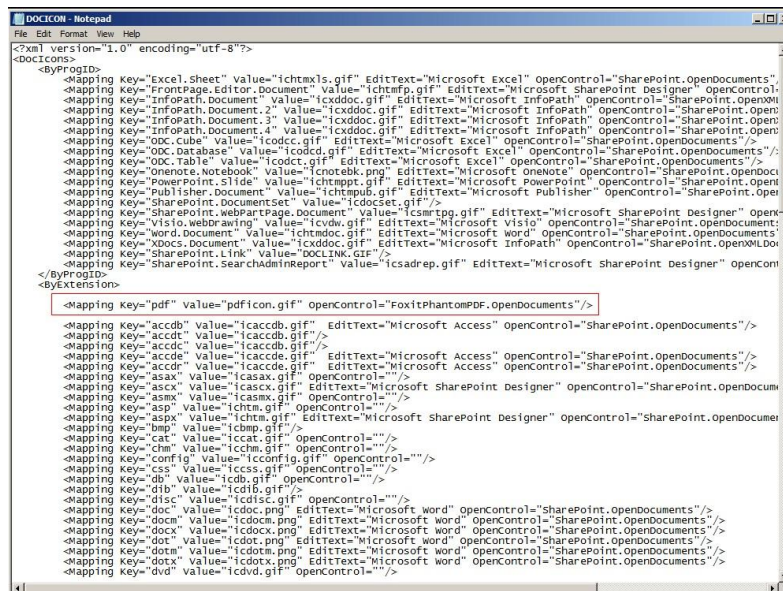 DOCICON - Notepad
File Edit Format View Help
<?xml version="1.0" encoding="utf-8"?>
<DocIcons>
<ByProgID>
<Mapping Key="Excel.Sheet" Value="ichtmxls.gif" EditText="Microsoft Excel" OpenControl="SharePoint.OpenDocuments"/
<Mapping Key="FrontPage.Editor.Document" Value="ichtmfp.gif" EditText="Microsoft SharePoint Designer" OpenControl=
<Mapping Key="InfoPath.Document" Value="icxddoc.gif" EditText="Microsoft InfoPath" OpenControl="SharePoint.OpenXML
<Mapping Key="InfoPath.Document.2" Value="icxddoc.gif" EditText="Microsoft InfoPath" OpenControl="SharePoint.Open
<Mapping Key="InfoPath.Document.3" Value="icxddoc.gif" EditText="Microsoft InfoPath" OpenControl="SharePoint.Open
<Mapping Key="InfoPath.Document.4" Value="icxddoc.gif" EditText="Microsoft InfoPath" OpenControl="SharePoint.Open
<Mapping Key="ODC.Cube" Value="icodcc.gif" EditText="Microsoft Excel" OpenControl="SharePoint.OpenDocuments"/>
<Mapping Key="ODC.Database" Value="icodcd.gif" EditText="Microsoft Excel" OpenControl="SharePoint.OpenDocuments"/>
<Mapping Key="ODC.Table" Value="icodct.gif" EditText="Microsoft Excel" OpenControl="SharePoint.OpenDocuments"/>
<Mapping Key="Onenote.Notebook" Value="icnotebk.png" EditText="Microsoft OneNote" OpenControl="SharePoint.OpenDocu
<Mapping Key="PowerPoint.Slide" Value="ichtmppt.gif" EditText="Microsoft PowerPoint" OpenControl="SharePoint.Open
<Mapping Key="Publisher.Document" Value="ichtmpub.gif" EditText="Microsoft Publisher" OpenControl="SharePoint.Open
<Mapping Key="SharePoint.DocumentSet" Value="icdocset.gif"/>
<Mapping Key="SharePoint.WebPartPage.Document" Value="icsmrtpg.gif" EditText="Microsoft SharePoint Designer" Open
<Mapping Key="Visio.WebDrawing" Value="icvdw.gif" EditText="Microsoft Visio" OpenControl="SharePoint.OpenDocuments
<Mapping Key="Word.Document" Value="ichtmdoc.gif" EditText="Microsoft Word" OpenControl="SharePoint.OpenDocuments"
<Mapping Key="XDocs.Document" Value="icxddoc.gif" EditText="Microsoft InfoPath" OpenControl="SharePoint.OpenXMLDoc
<Mapping Key="SharePoint.Link" Value="DOCLINK.GIF"/>
<Mapping Key="SharePoint.SearchAdminReport" Value="icsadrep.gif" EditText="Microsoft SharePoint Designer" OpenCont
</ByProgID>
<ByExtension>
<Mapping Key="pdf" Value="pdficon.gif" OpenControl="FoxitPhantomPDF.OpenDocuments"/>
<Mapping Key="accdb" Value="icaccdb.gif" EditText="Microsoft Access" OpenControl="SharePoint.OpenDocuments"/>
<Mapping Key="accdt" Value="icaccdb.gif"/>
<Mapping Key="accdc" Value="icaccdb.gif"/>
<Mapping Key="accde" Value="icaccde.gif" EditText="Microsoft Access" OpenControl="SharePoint.OpenDocuments"/>
<Mapping Key="accdr" Value="icaccde.gif" EditText="Microsoft Access" OpenControl="SharePoint.OpenDocuments"/>
<Mapping Key="asax" Value="icasax.gif" OpenControl=""/>
<Mapping Key="ascx" Value="icascx.gif" EditText="Microsoft SharePoint Designer" OpenControl="SharePoint.OpenDocume
<Mapping Key="asmx" Value="icasmx.gif" OpenControl=""/>
<Mapping Key="asp" Value="ichtm.gif" OpenControl=""/>
<Mapping Key="aspx" Value="ichtm.gif" EditText="Microsoft SharePoint Designer" OpenControl="SharePoint.OpenDocumen
<Mapping Key="bmp" Value="icbmp.gif"/>
<Mapping Key="cat" Value="iccat.gif" OpenControl=""/>
<Mapping Key="chm" Value="icchm.gif" OpenControl=""/>
<Mapping Key="config" Value="icconfig.gif" OpenControl=""/>
<Mapping Key="css" Value="iccss.gif" OpenControl=""/>
<Mapping Key="db" Value="icdb.gif" OpenControl=""/>
<Mapping Key="dib" Value="icdib.gif"/>
<Mapping Key="disc" Value="icdisc.gif" OpenControl=""/>
<Mapping Key="doc" Value="icdoc.png" EditText="Microsoft Word" OpenControl="SharePoint.OpenDocuments"/>
<Mapping Key="docm" Value="icdocm.png" EditText="Microsoft Word" OpenControl="SharePoint.OpenDocuments"/>
<Mapping Key="docx" Value="icdocx.png" EditText="Microsoft Word" OpenControl="SharePoint.OpenDocuments"/>
<Mapping Key="dot" Value="icdot.png" EditText="Microsoft Word" OpenControl="SharePoint.OpenDocuments"/>
<Mapping Key="dotm" Value="icdotm.png" EditText="Microsoft Word" OpenControl="SharePoint.OpenDocuments"/>
<Mapping Key="dotx" Value="icdotx.png" EditText="Microsoft Word" OpenControl="SharePoint.OpenDocuments"/>
<Mapping Key="dvd" Value="icdvd.gif" OpenControl=""/>